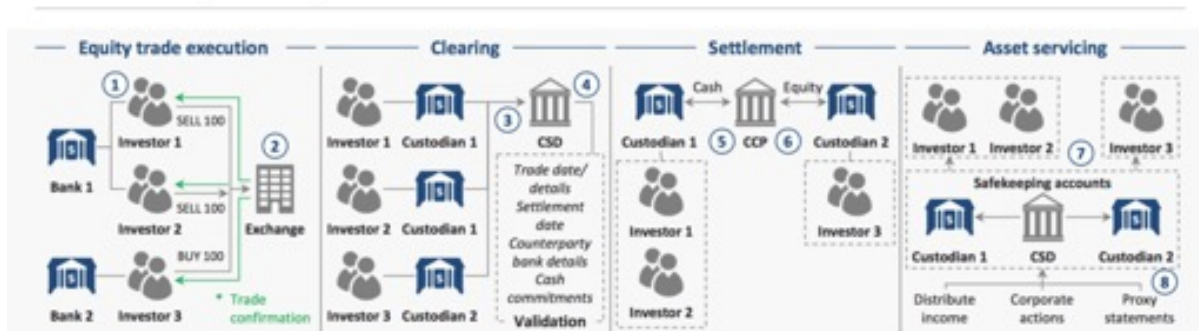 Equity trade execution
1
SELL 100
Investor 1
2
Bank 1
SELL 100
Investor 2
Exchange
BUY 100
* Trade
confirmation
Bank 2
Investor 3
Clearing
4
3
Investor 1
Custodian 1
CSD
Trade date/
details
Settlement
date
Counterparty
bank details
Cash
commitments
Validation
Investor 2
Custodian 1
Investor 3
Custodian 2
Settlement
Cash
Equity
Custodian 1
5
CCP
6
Custodian 2
Investor 1
Investor 3
Investor 2
Asset servicing
Investor 1
Investor 2
7
Investor 3
Safekeeping accounts
Custodian 1
CSD
Custodian 2
8
Distribute
income
Corporate
actions
Proxy
statements